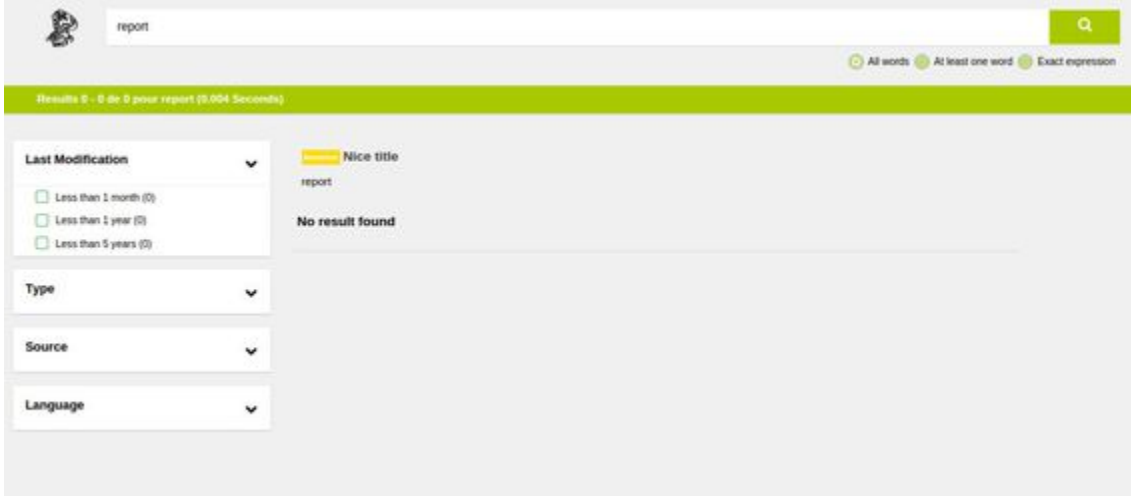 report
All words At least one word Exact expression
Results 0 - 0 de 0 pour report (0.004 Seconds)
Last Modification
Less than 1 month (0)
Less than 1 year (0)
Less than 5 years (0)
Type
Source
Language
Nice title
report
No result found